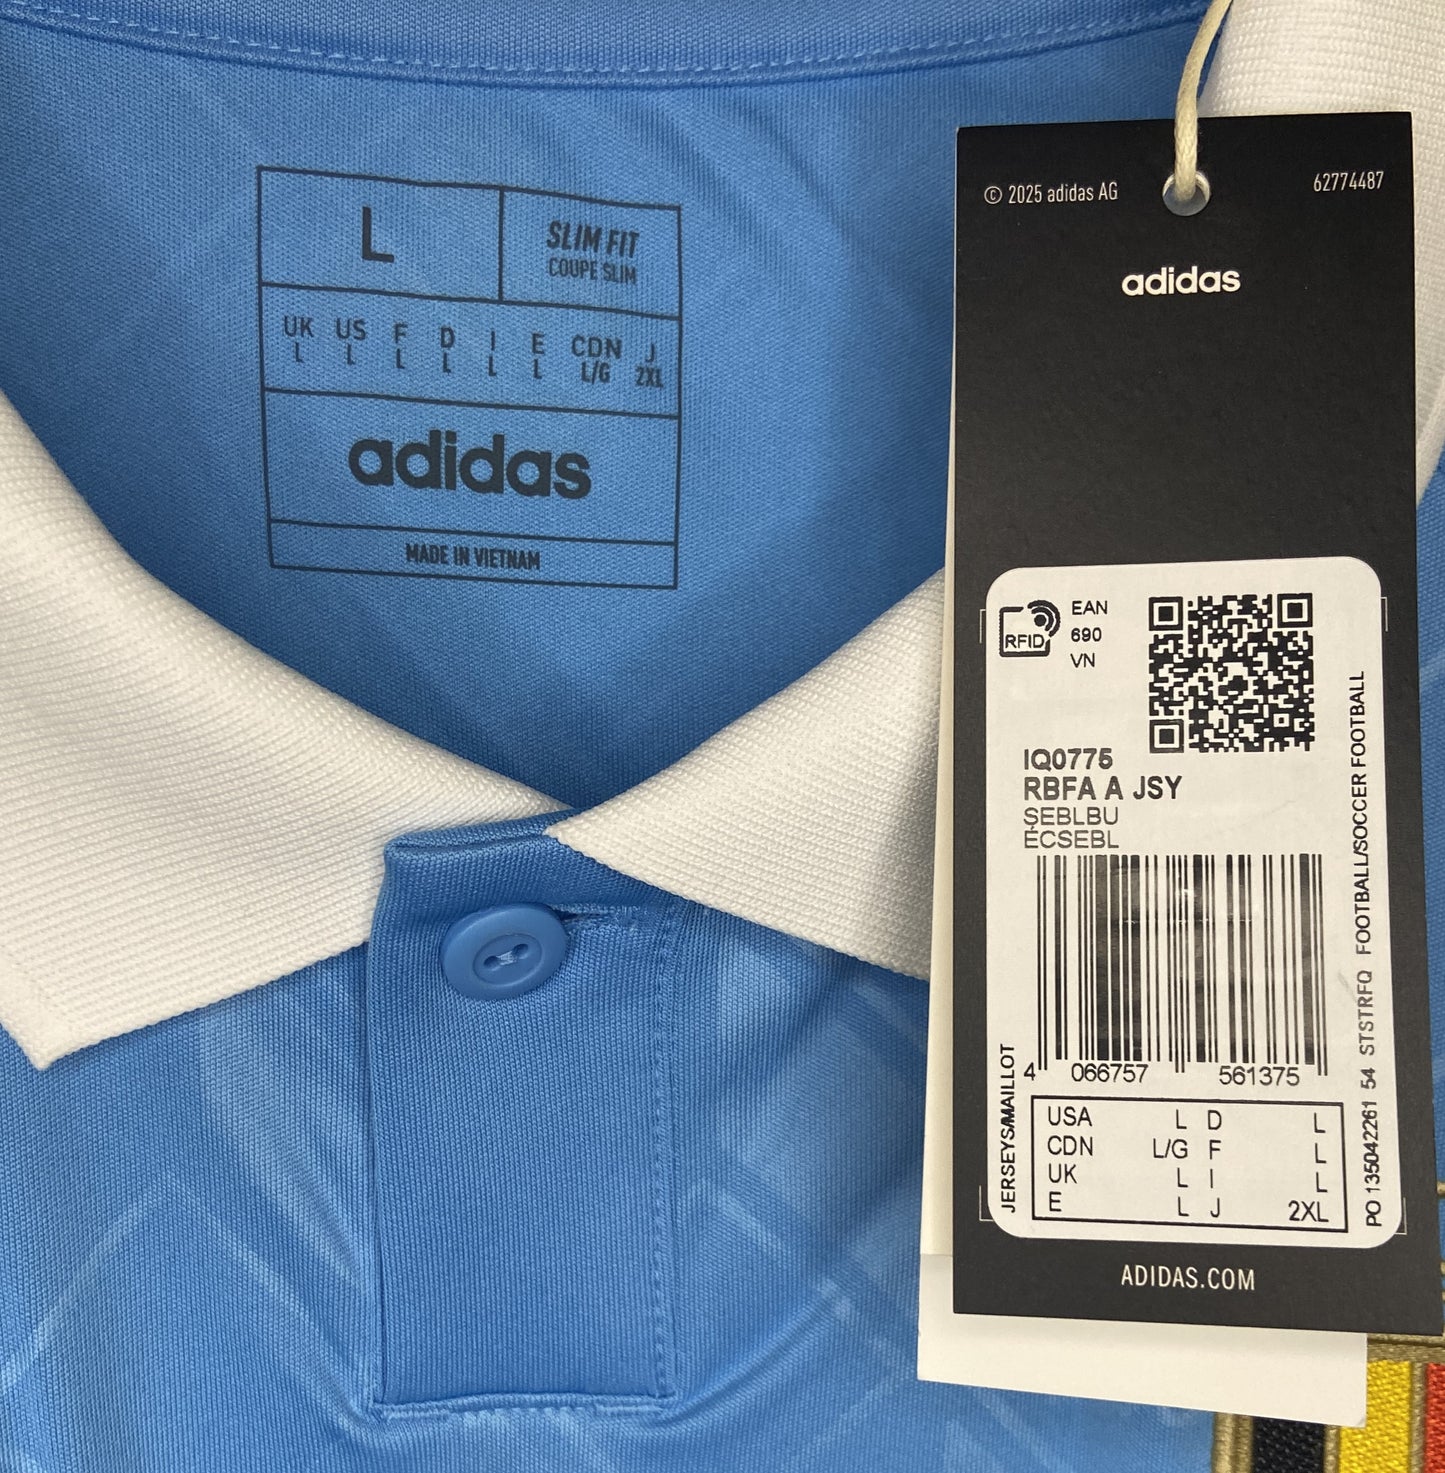 L
SLIM FIT
COUPE SLIM
UK US F D I E CDN J
L L L L L L L/G 2XL
adidas
MADE IN VIETNAM
© 2025 adidas AG
62774487
adidas
RFID
EAN
690
VN
IQ0775
RBFA A JSY
SEBLBU
ECSEBL
4 066757 561375
USA L D L
CDN L/G F L
UK L I L
E L J 2XL
JERSEYS/MAILLOT
PO 135042261 54 STSTRFQ FOOTBALL/SOCCER FOOTBALL
ADIDAS.COM